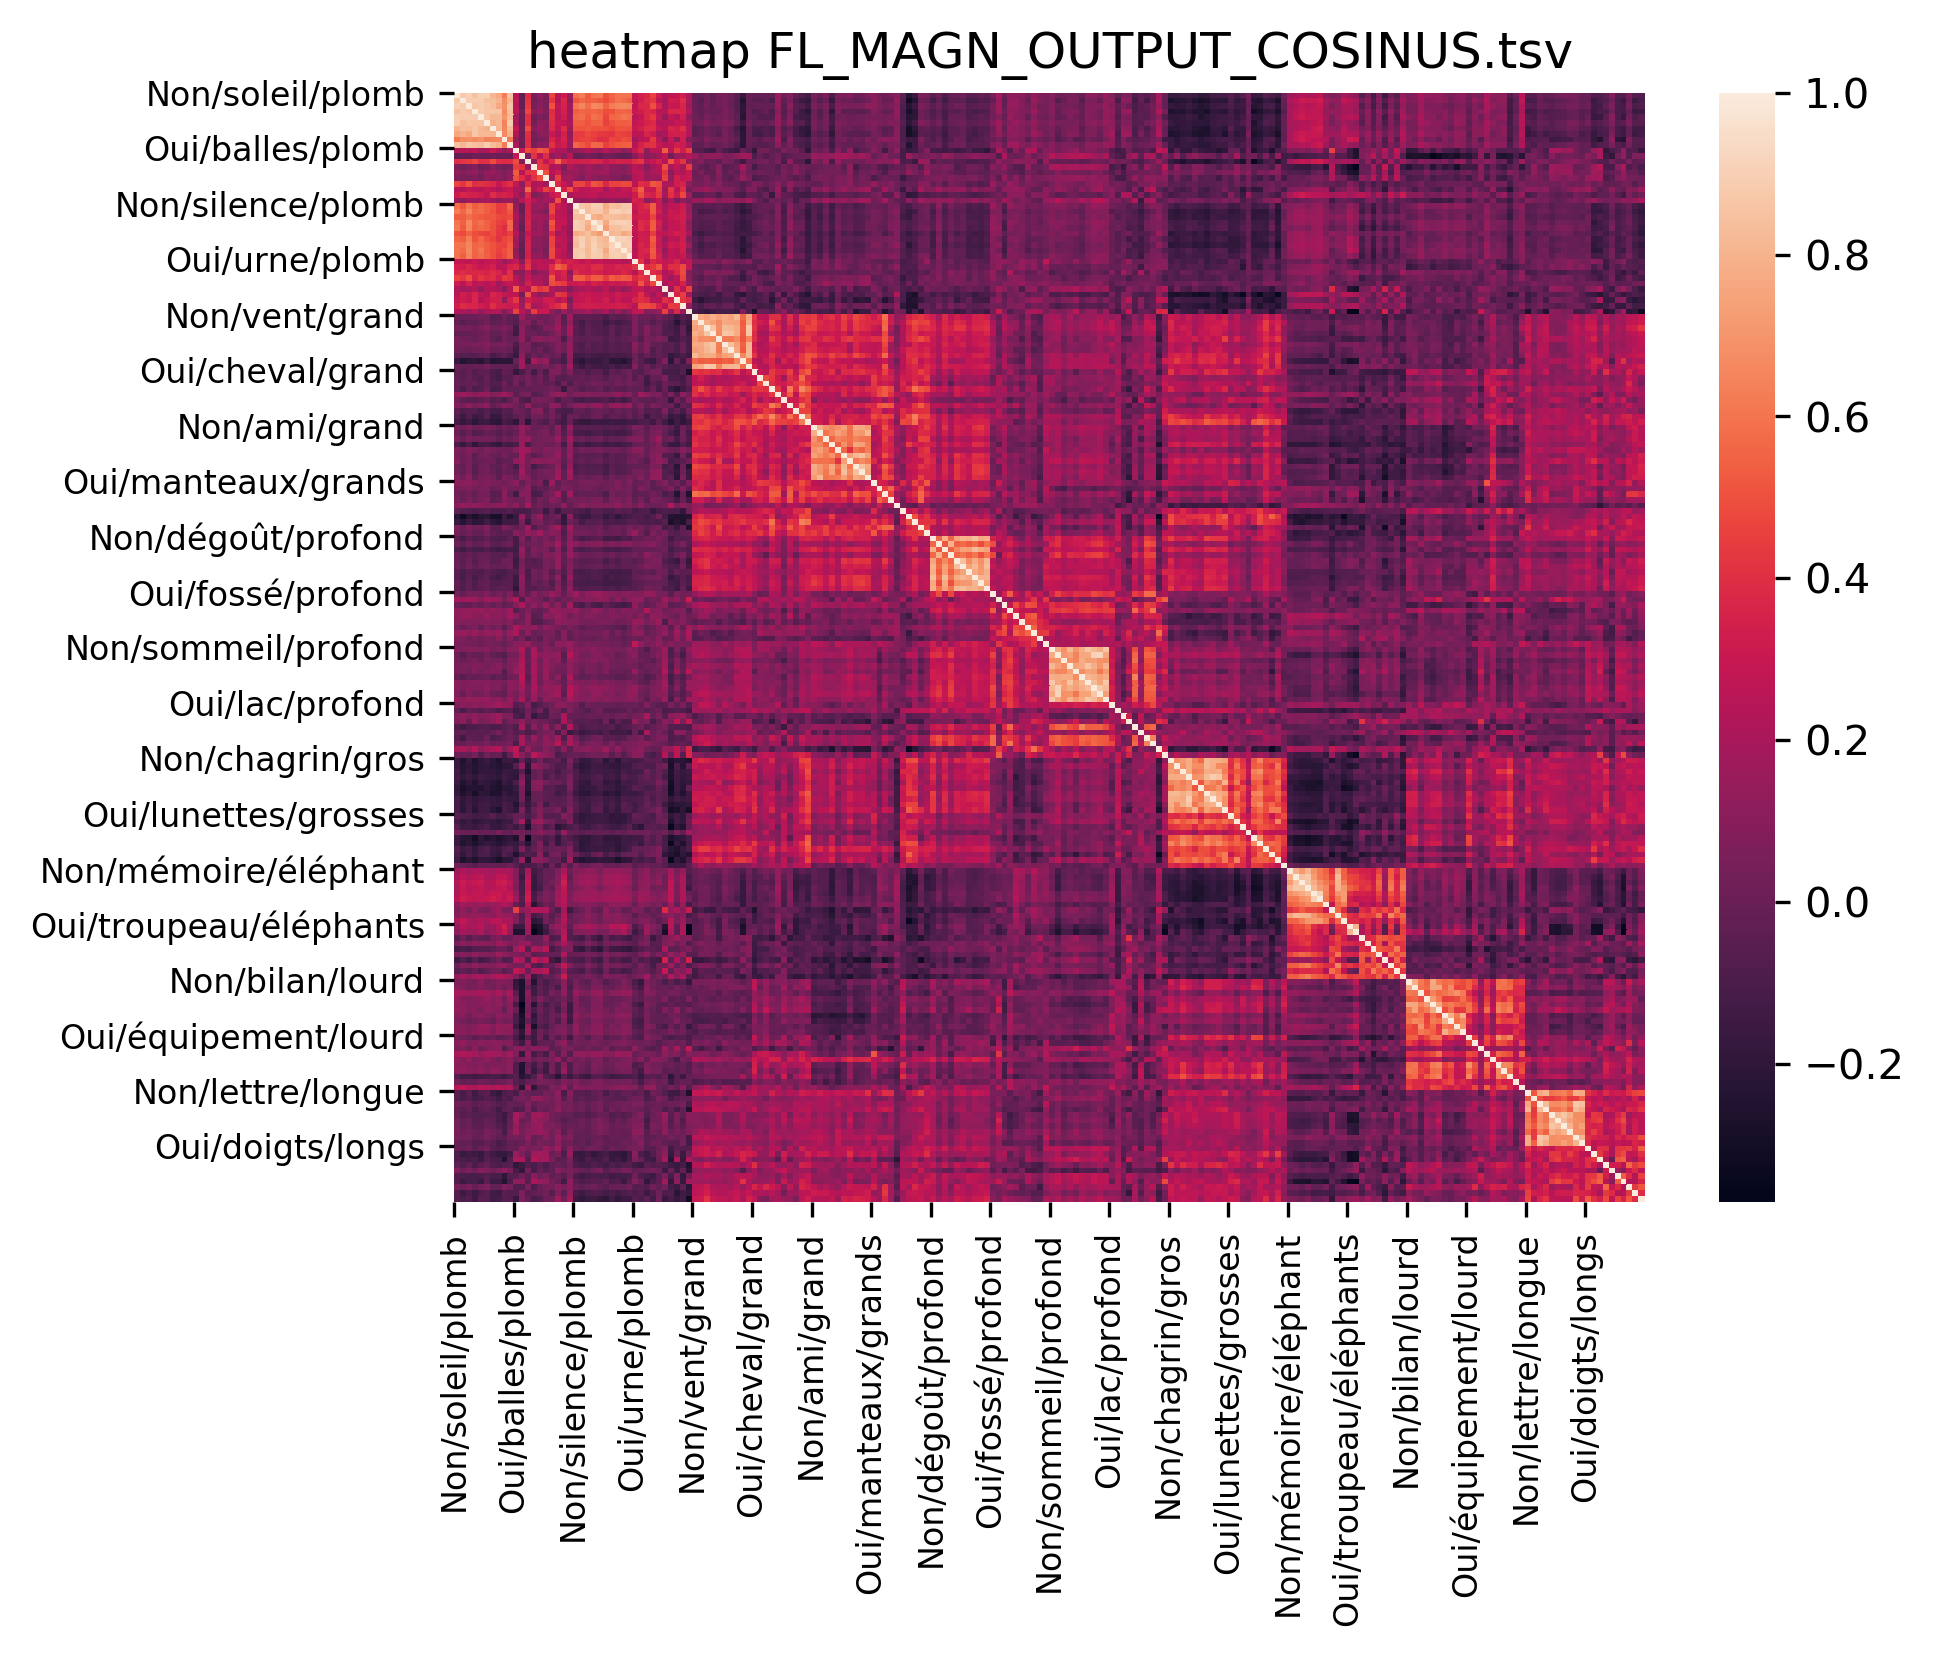 heatmap FL_MAGN_OUTPUT_COSINUS.tsv
Non/soleil/plomb
Oui/balles/plomb
Non/silence/plomb
Oui/urne/plomb
Non/vent/grand
Oui/cheval/grand
Non/ami/grand
Oui/manteaux/grands
Non/dégoût/profond
Oui/fossé/profond
Non/sommeil/profond
Oui/lac/profond
Non/chagrin/gros
Oui/lunettes/grosses
Non/mémoire/éléphant
Oui/troupeau/éléphants
Non/bilan/lourd
Oui/équipement/lourd
Non/lettre/longue
Oui/doigts/longs
Non/soleil/plomb
Oui/balles/plomb
Non/silence/plomb
Oui/urne/plomb
Non/vent/grand
Oui/cheval/grand
Non/ami/grand
Oui/manteaux/grands
Non/dégoût/profond
Oui/fossé/profond
Non/sommeil/profond
Oui/lac/profond
Non/chagrin/gros
Oui/lunettes/grosses
Non/mémoire/éléphant
Oui/troupeau/éléphants
Non/bilan/lourd
Oui/équipement/lourd
Non/lettre/longue
Oui/doigts/longs
1.0
0.8
0.6
0.4
0.2
0.0
−0.2